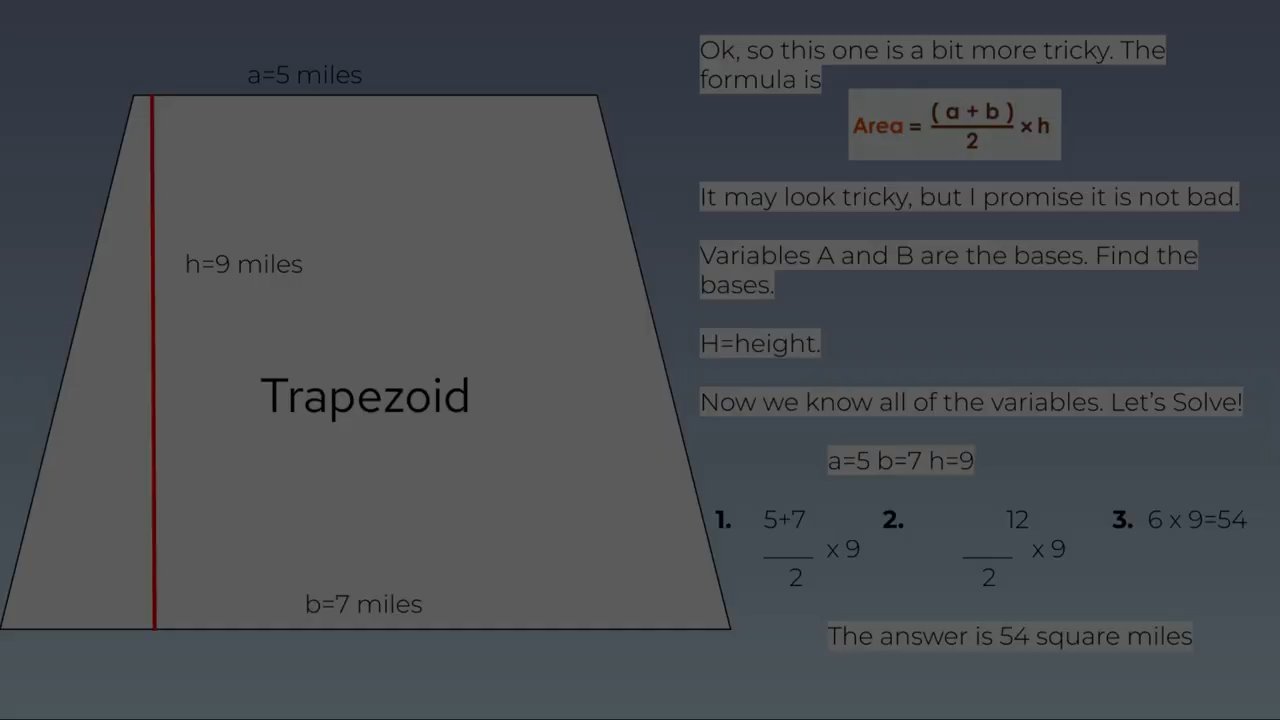 a=5 miles
h=9 miles
Trapezoid
b=7 miles
Ok, so this one is a bit more tricky. The
formula is
Area = (a + b) / 2 × h
It may look tricky, but I promise it is not bad.
Variables A and B are the bases. Find the
bases.
H=height.
Now we know all of the variables. Let's Solve!
a=5 b=7 h=9
1. 5+7 2. 12 3. 6 x 9=54
____ x 9 ____ x 9
2 2
The answer is 54 square miles